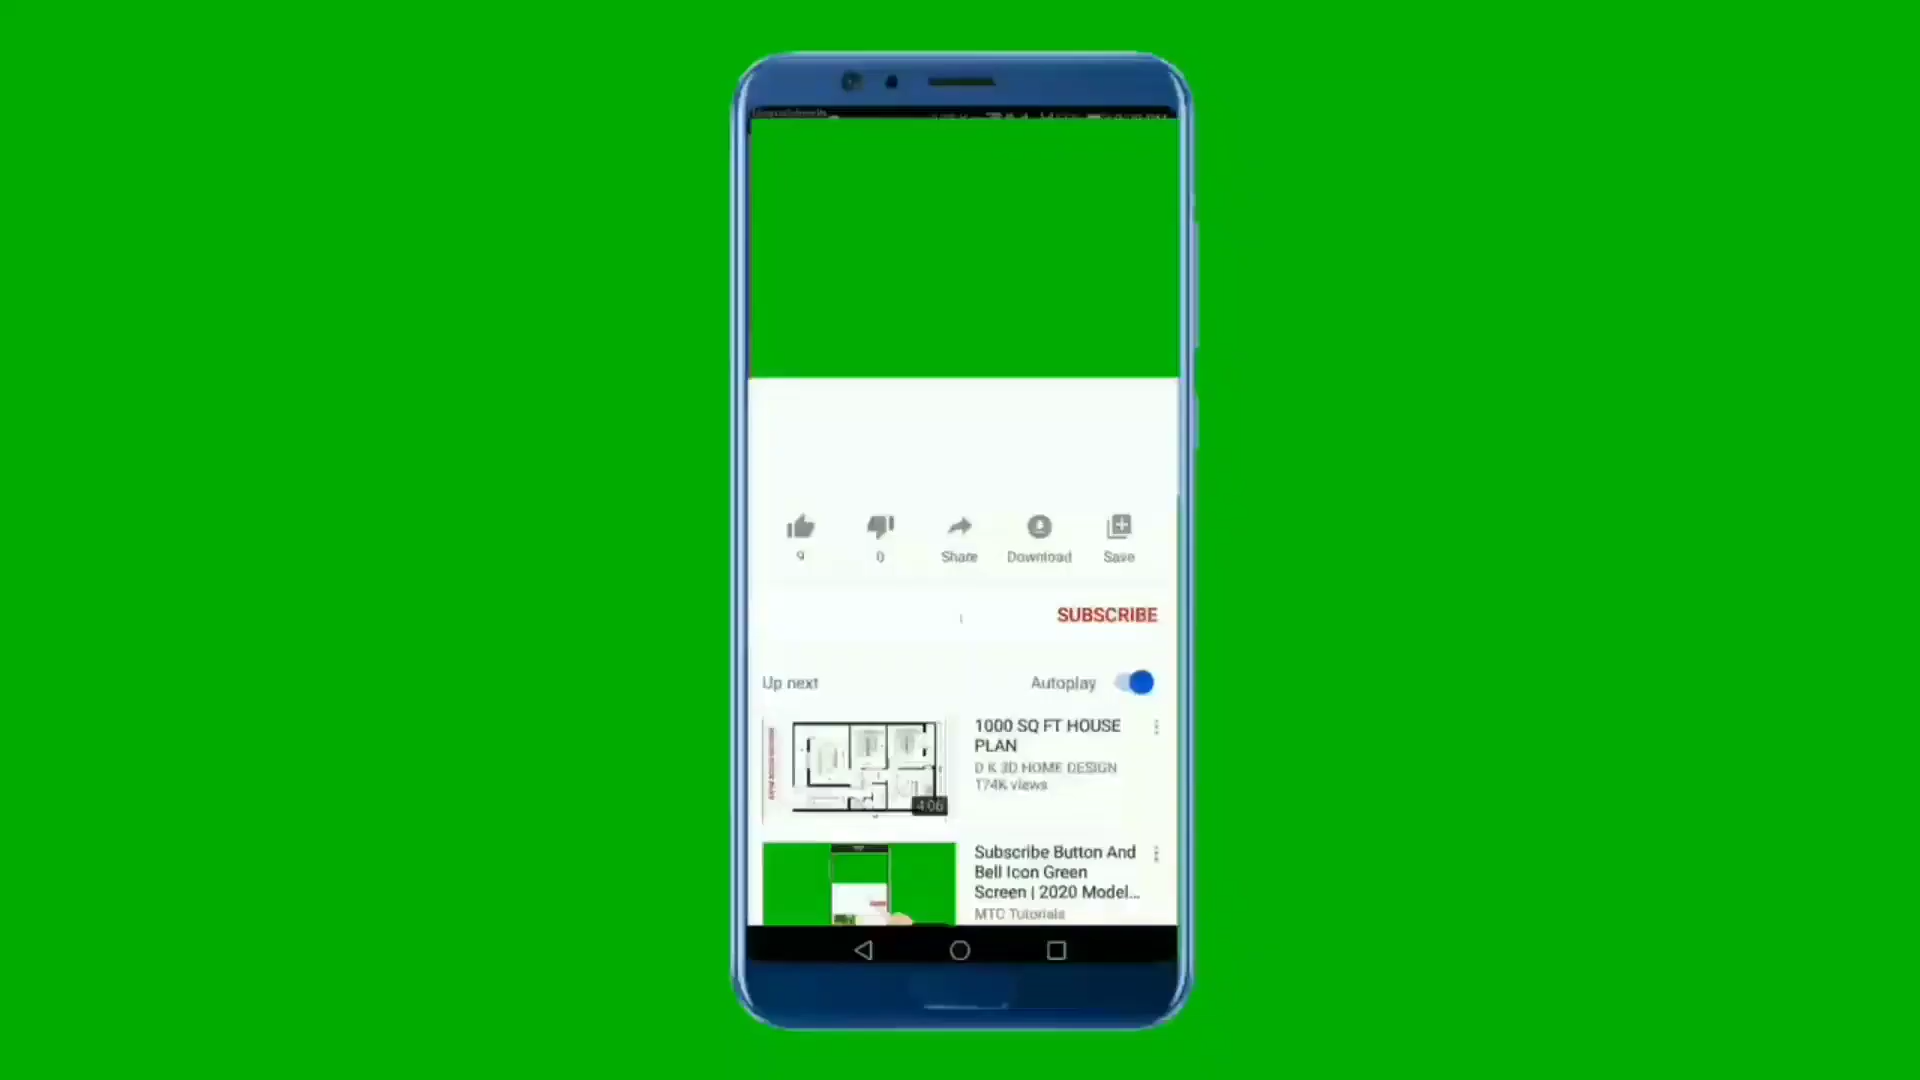 9
0
Share
Download
Save
SUBSCRIBE
Up next
Autoplay
1000 SQ FT HOUSE
PLAN
D K 3D HOME DESIGN
174K views
4:06
Subscribe Button And
Bell Icon Green
Screen | 2020 Model...
MTC Tutorials